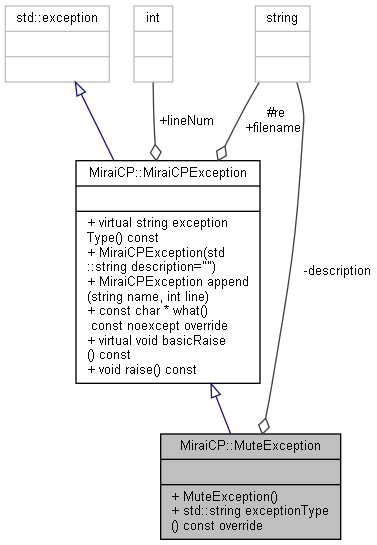 std::exception
int
string
+lineNum
#re
+filename
MiraiCP::MiraiCPException
+ virtual string exception
Type() const
+ MiraiCPException(std
::string description="")
+ MiraiCPException append
(string name, int line)
+ const char * what()
const noexcept override
+ virtual void basicRaise
() const
+ void raise() const
-description
MiraiCP::MuteException
+ MuteException()
+ std::string exceptionType
() const override